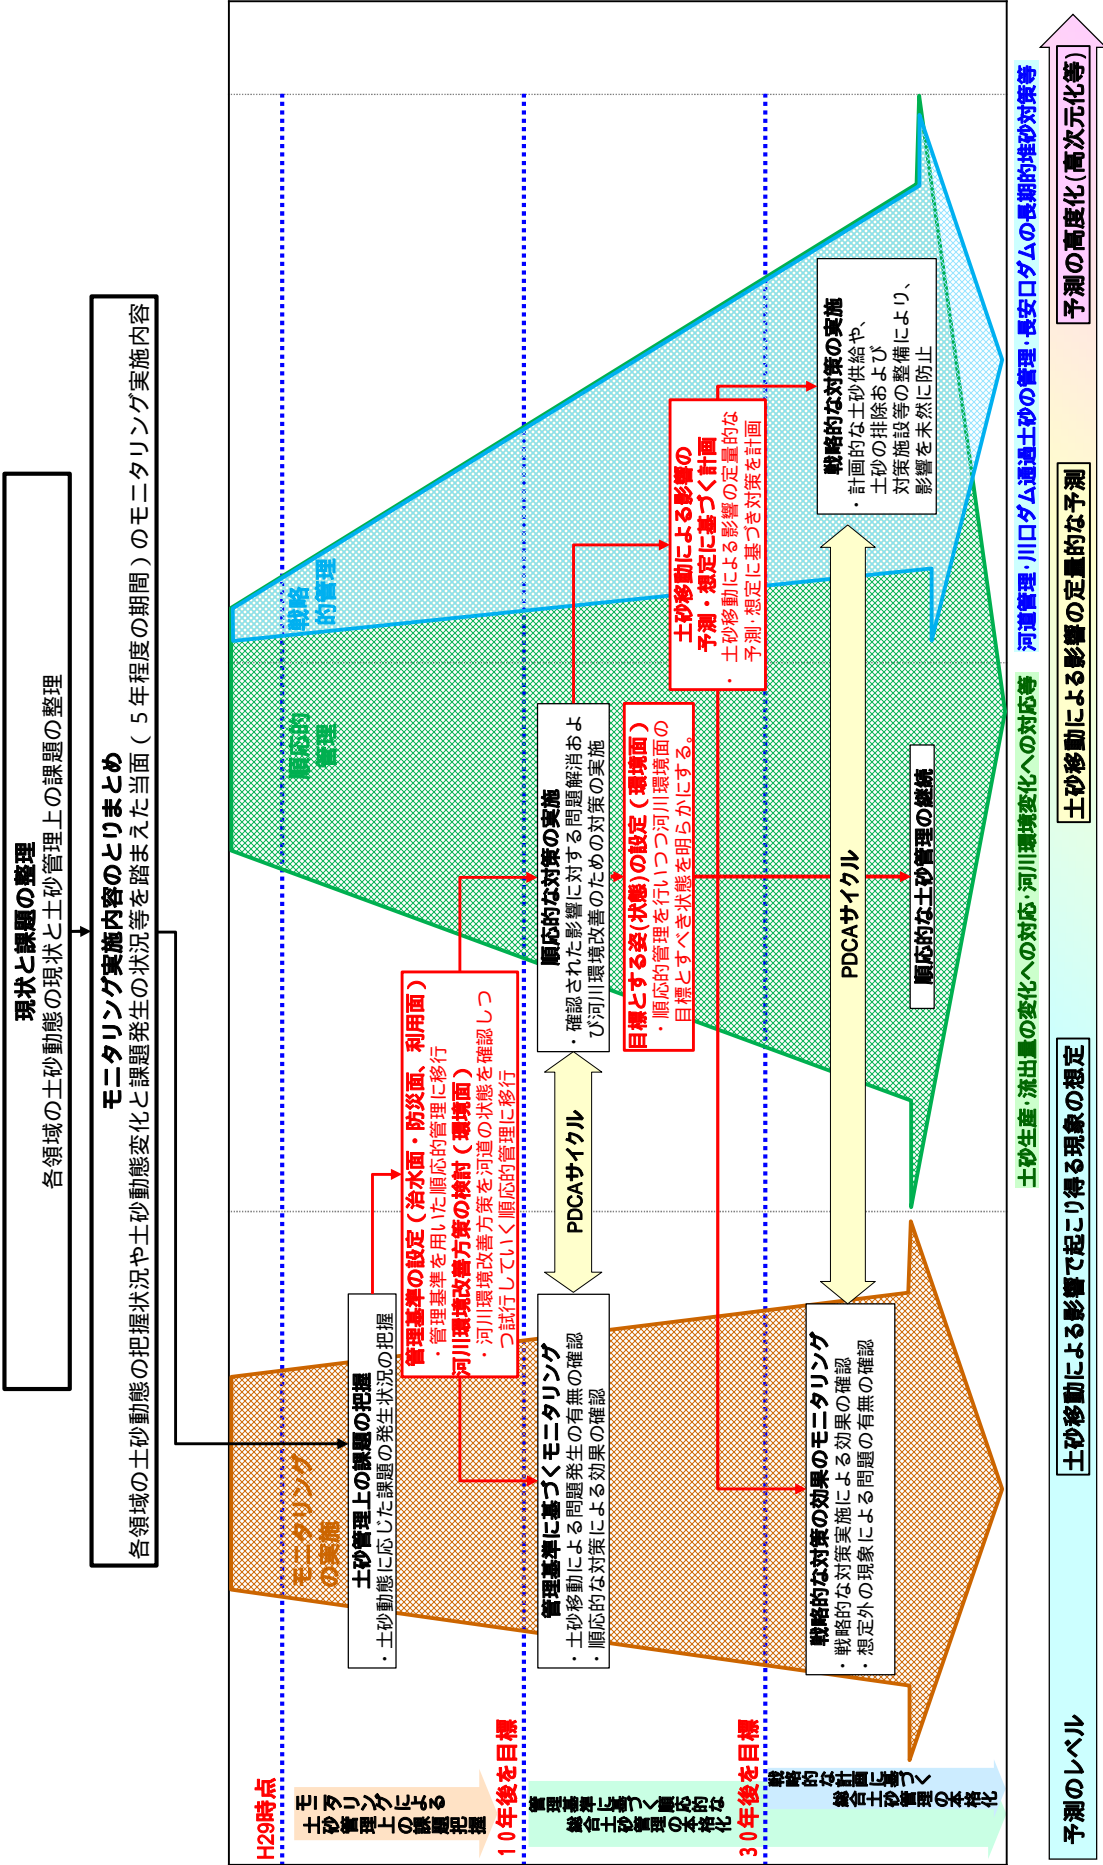 現状と課題の整理
各領域の土砂動態の現状と土砂管理上の課題の整理
モニタリング実施内容のとりまとめ
各領域の土砂動態の把握状況や土砂動態変化と課題発生の状況等を踏まえた当面(5年程度の期間)のモニタリング実施内容
H29時点
モニタリングによる
土砂管理上の課題把握
10年後を目標
管理基準に基づく順応的な
総合土砂管理の本格化
30年後を目標
戦略的な計画に基づく
総合土砂管理の本格化
モニタリング
の実施
順応的
管理
戦略
的管理
土砂管理上の課題の把握
・土砂動態に応じた課題の発生状況の把握
管理基準の設定(治水面・防災面、利用面)
・管理基準を用いた順応的管理に移行
河川環境改善方策の検討(環境面)
・河川環境改善方策を河道の状態を確認しつ
つ試行していく順応的管理に移行
管理基準に基づくモニタリング
・土砂移動による問題発生の有無の確認
・順応的な対策による効果の確認
PDCAサイクル
順応的な対策の実施
・確認された影響に対する問題解消およ
び河川環境改善のための対策の実施
目標とする姿(状態)の設定(環境面)
・順応的管理を行いつつ河川環境面の
目標とすべき状態を明らかにする。
土砂移動による影響の
予測・想定に基づく計画
・土砂移動による影響の定量的な
予測・想定に基づき対策を計画
戦略的な対策の効果のモニタリング
・戦略的な対策実施による効果の確認
・想定外の現象による問題の有無の確認
PDCAサイクル
戦略的な対策の実施
・計画的な土砂供給や、
土砂の排除および
対策施設等の整備により、
影響を未然に防止
順応的な土砂管理の継続
土砂生産・流出量の変化への対応・河川環境変化への対応等
河道管理・川口ダム通過土砂の管理・長安口ダムの長期的堆砂対策等
予測のレベル
土砂移動による影響で起こり得る現象の想定
土砂移動による影響の定量的な予測
予測の高度化(高次元化等)